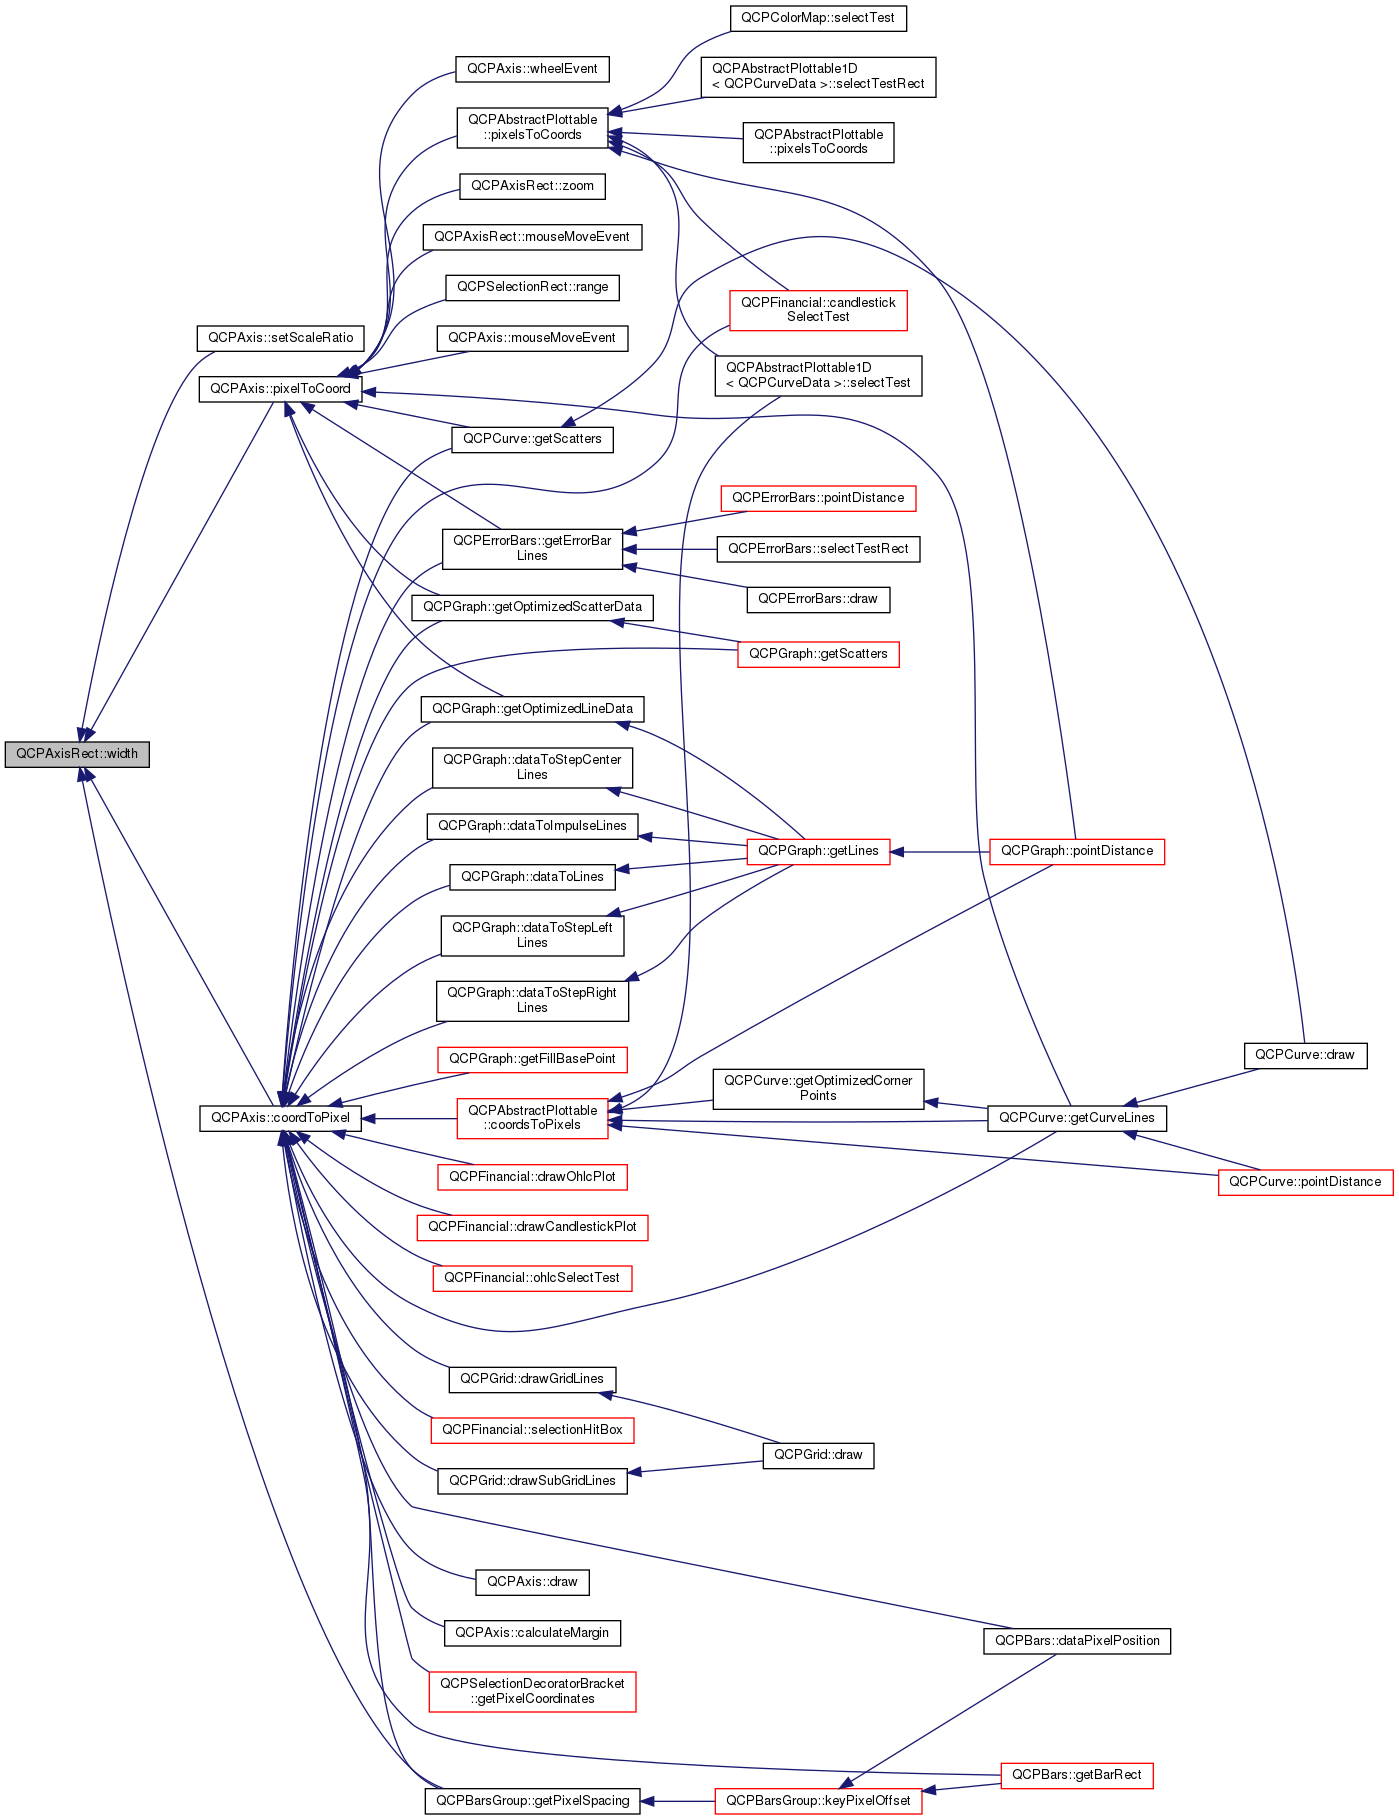 QCPColorMap::selectTest
QCPAxis::wheelEvent
QCPAbstractPlottable1D
< QCPCurveData >::selectTestRect
QCPAbstractPlottable
::pixelsToCoords
QCPAbstractPlottable
::pixelsToCoords
QCPAxisRect::zoom
QCPAxisRect::mouseMoveEvent
QCPSelectionRect::range
QCPFinancial::candlestick
SelectTest
QCPAxis::setScaleRatio
QCPAxis::mouseMoveEvent
QCPAbstractPlottable1D
< QCPCurveData >::selectTest
QCPAxis::pixelToCoord
QCPCurve::getScatters
QCPErrorBars::pointDistance
QCPErrorBars::getErrorBar
Lines
QCPErrorBars::selectTestRect
QCPErrorBars::draw
QCPGraph::getOptimizedScatterData
QCPGraph::getScatters
QCPGraph::getOptimizedLineData
QCPAxisRect::width
QCPGraph::dataToStepCenter
Lines
QCPGraph::dataToImpulseLines
QCPGraph::getLines
QCPGraph::pointDistance
QCPGraph::dataToLines
QCPGraph::dataToStepLeft
Lines
QCPGraph::dataToStepRight
Lines
QCPGraph::getFillBasePoint
QCPCurve::draw
QCPCurve::getOptimizedCorner
Points
QCPAxis::coordToPixel
QCPAbstractPlottable
::coordsToPixels
QCPCurve::getCurveLines
QCPFinancial::drawOhlcPlot
QCPCurve::pointDistance
QCPFinancial::drawCandlestickPlot
QCPFinancial::ohlcSelectTest
QCPGrid::drawGridLines
QCPFinancial::selectionHitBox
QCPGrid::draw
QCPGrid::drawSubGridLines
QCPAxis::draw
QCPAxis::calculateMargin
QCPBars::dataPixelPosition
QCPSelectionDecoratorBracket
::getPixelCoordinates
QCPBars::getBarRect
QCPBarsGroup::getPixelSpacing
QCPBarsGroup::keyPixelOffset